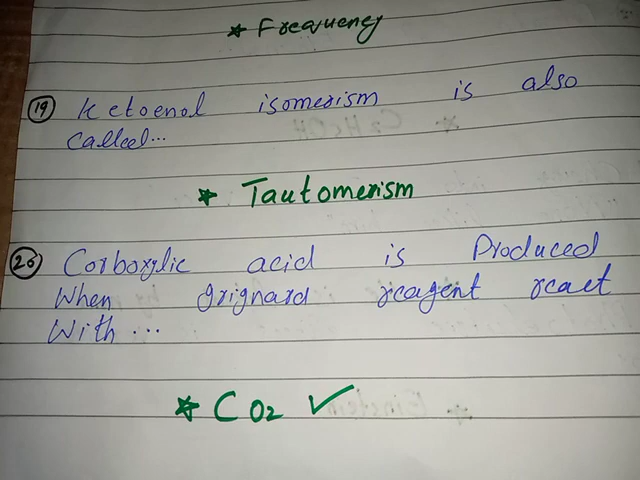 * Frequency
(19) Ketoenol isomerism is also
Called...
* Tautomerism
(20) Carboxylic acid is Produced
When grignard reagent react
With ...
* CO2 ✓